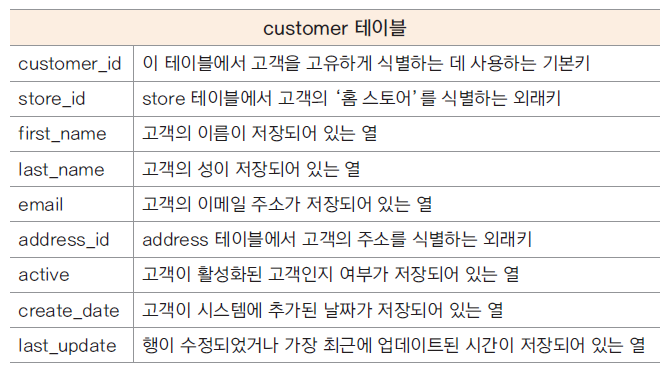 customer 테이블
customer_id 이 테이블에서 고객을 고유하게 식별하는 데 사용하는 기본키
store_id store 테이블에서 고객의 ‘홈 스토어’를 식별하는 외래키
first_name 고객의 이름이 저장되어 있는 열
last_name 고객의 성이 저장되어 있는 열
email 고객의 이메일 주소가 저장되어 있는 열
address_id address 테이블에서 고객의 주소를 식별하는 외래키
active 고객이 활성화된 고객인지 여부가 저장되어 있는 열
create_date 고객이 시스템에 추가된 날짜가 저장되어 있는 열
last_update 행이 수정되었거나 가장 최근에 업데이트된 시간이 저장되어 있는 열